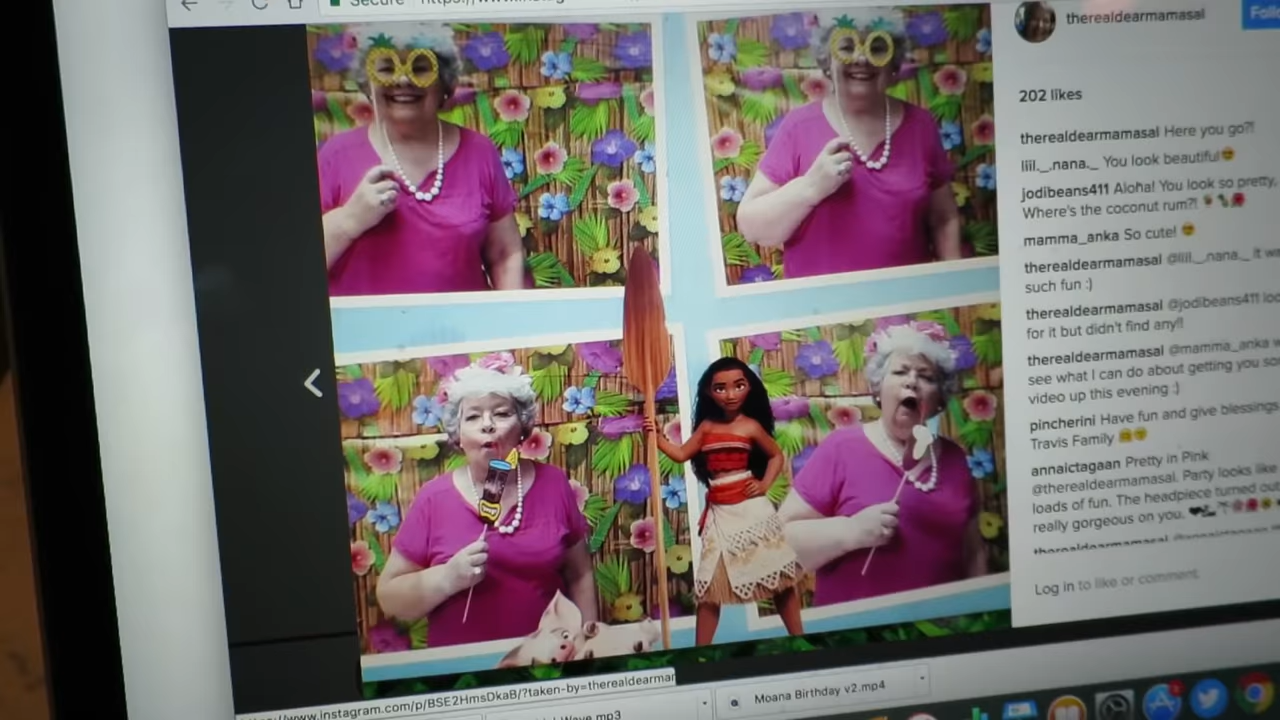 Secure
therealdearmamasal
202 likes
therealdearmamasal Here you go?!
liil._.nana._ You look beautiful
jodibeans411 Aloha! You look so pretty,
Where's the coconut rum?!
mamma_anka So cute!
therealdearmamasal @liil._.nana._ it
such fun :)
therealdearmamasal @jodibeans411
for it but didn't find any!!
therealdearmamasal @mamma_anka
see what I can do about getting you
video up this evening :)
pincherini Have fun and give blessings
Travis Family
annaictagaan Pretty in Pink
@therealdearmamasal. Party looks like
loads of fun. The headpiece turned out
really gorgeous on you.
therealdearmamasal
Log in to like or comment.
www.instagram.com/p/BSE2HmsDkaB/?taken-by=therealdearmar
Wave.mp3
Moana Birthday v2.mp4